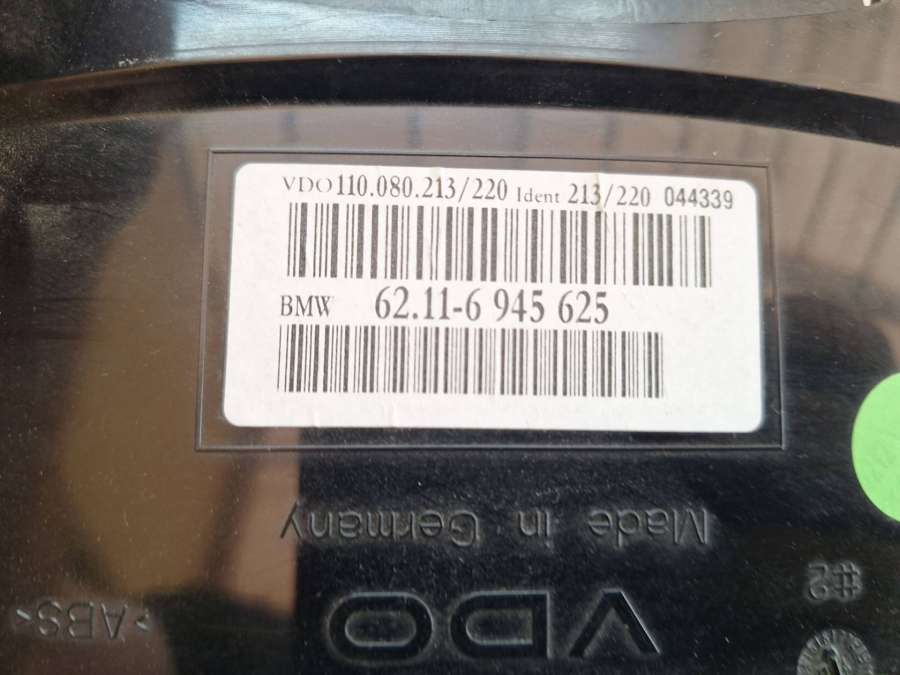 VDO 110.080.213/220 Ident 213/220 044339
BMW 62.11-6 945 625
Made in Germany
#2
VDO
>ABS<